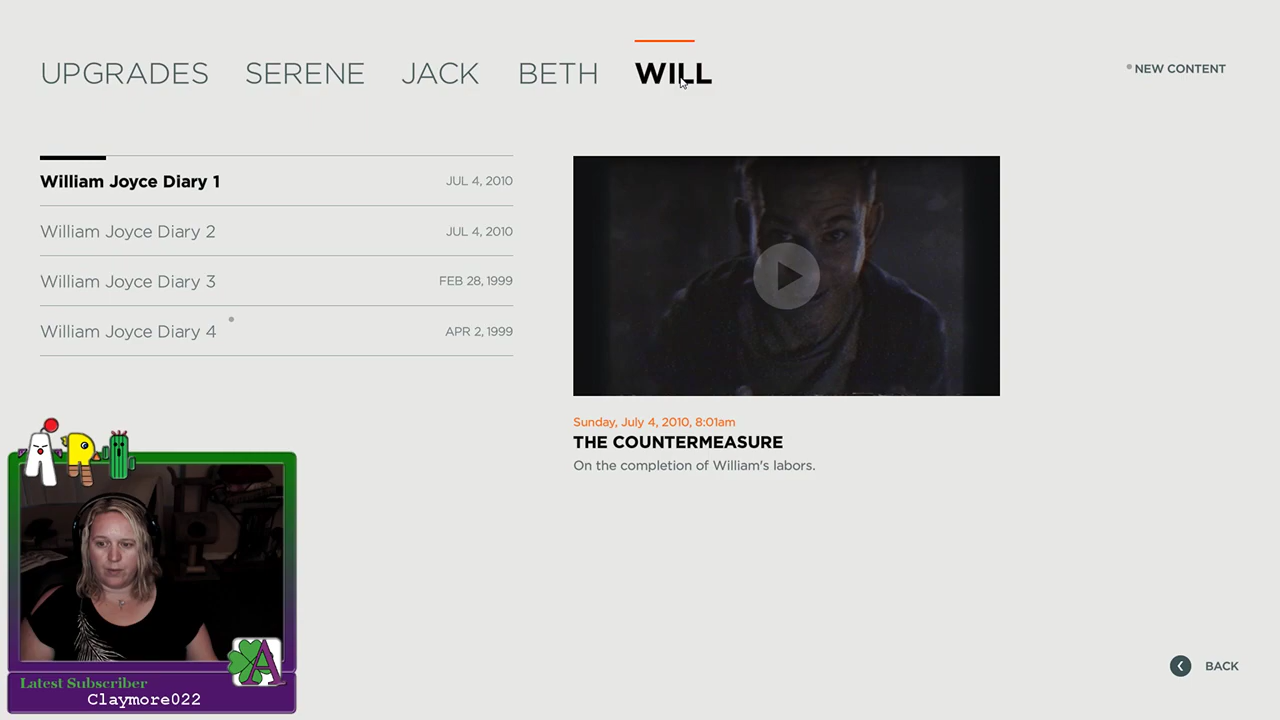 UPGRADES SERENE JACK BETH WILL
NEW CONTENT
William Joyce Diary 1 JUL 4, 2010
William Joyce Diary 2 JUL 4, 2010
William Joyce Diary 3 FEB 28, 1999
William Joyce Diary 4 APR 2, 1999
Sunday, July 4, 2010, 8:01am
THE COUNTERMEASURE
On the completion of William's labors.
A
Latest Subscriber
Claymore022
BACK